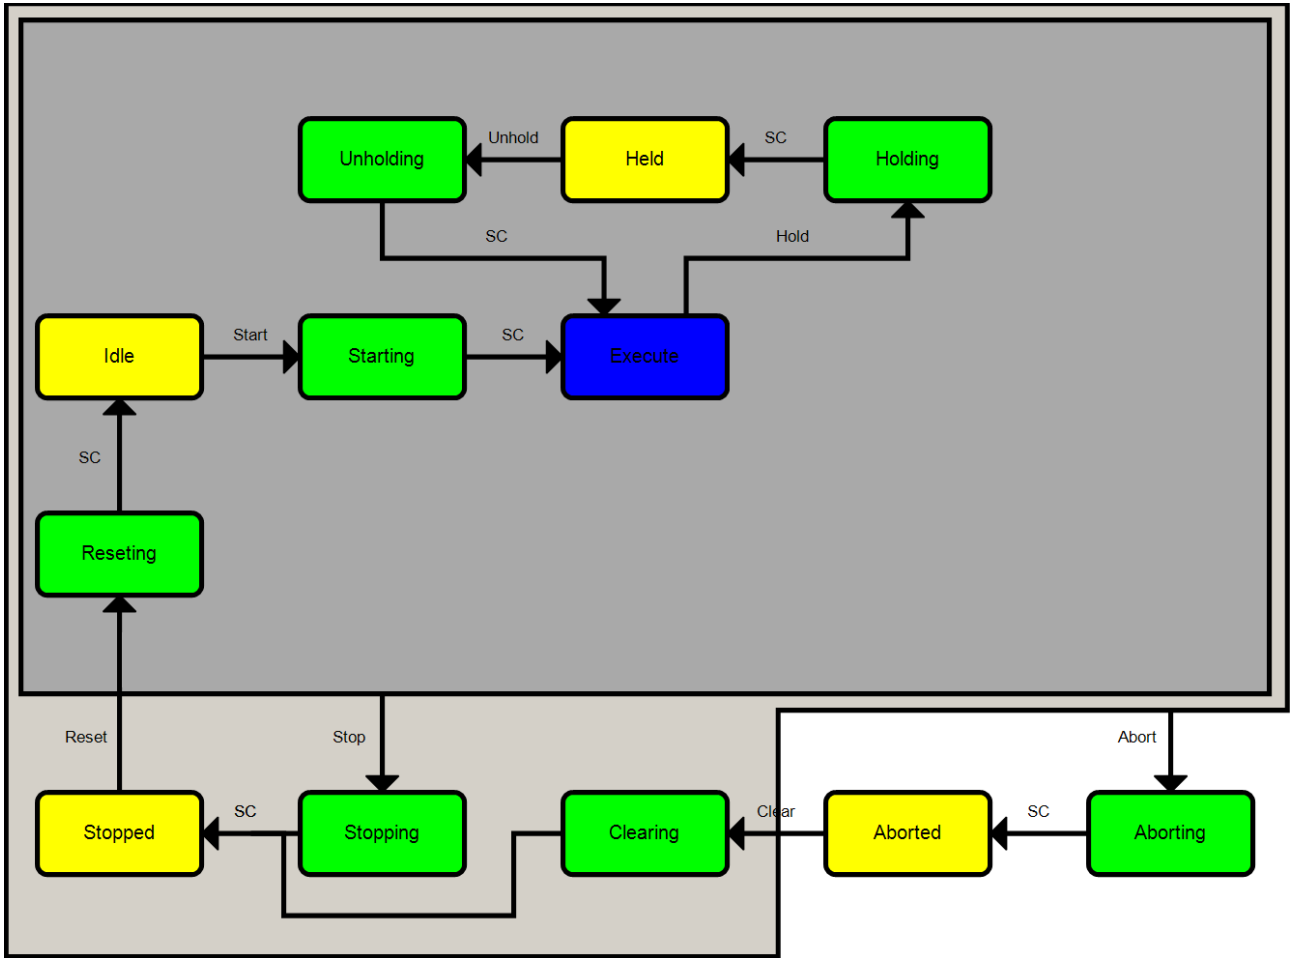 Unholding
Unhold
Held
SC
Holding
SC
Hold
Idle
Start
Starting
SC
Execute
SC
Reseting
Reset
Stop
Abort
Stopped
SC
Stopping
Clearing
Clear
Aborted
SC
Aborting